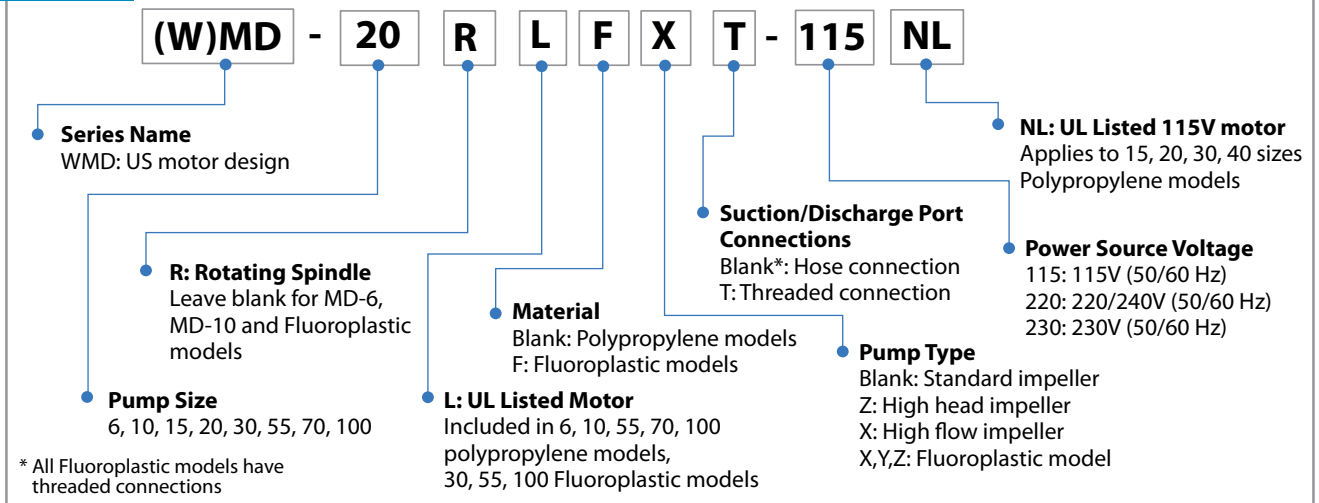 (W)MD - 20 R L F X T - 115 NL
Series Name
WMD: US motor design
NL: UL Listed 115V motor
Applies to 15, 20, 30, 40 sizes
Polypropylene models
Suction/Discharge Port
Connections
Blank*: Hose connection
T: Threaded connection
Power Source Voltage
115: 115V (50/60 Hz)
220: 220/240V (50/60 Hz)
230: 230V (50/60 Hz)
R: Rotating Spindle
Leave blank for MD-6,
MD-10 and Fluoroplastic
models
Material
Blank: Polypropylene models
F: Fluoroplastic models
Pump Type
Blank: Standard impeller
Z: High head impeller
X: High flow impeller
X,Y,Z: Fluoroplastic model
Pump Size
6, 10, 15, 20, 30, 55, 70, 100
L: UL Listed Motor
Included in 6, 10, 55, 70, 100
polypropylene models,
30, 55, 100 Fluoroplastic models
* All Fluoroplastic models have
threaded connections